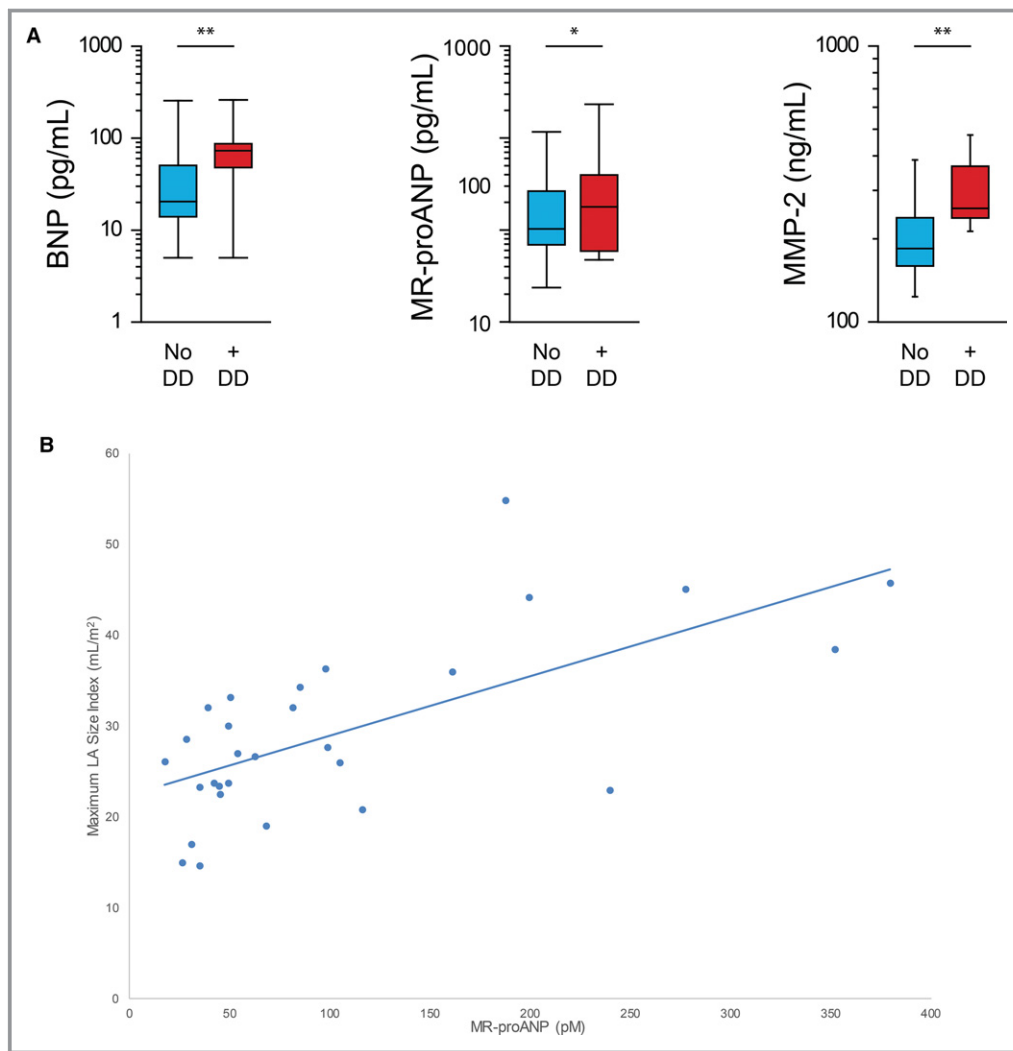 A
**
1000
100
10
1
BNP (pg/mL)
No DD
+ DD
*
1000
100
10
MR-proANP (pg/mL)
No DD
+ DD
**
1000
100
MMP-2 (ng/mL)
No DD
+ DD
B
60
50
40
30
20
10
0
Maximum LA Size Index (mL/m²)
0 50 100 150 200 250 300 350 400
MR-proANP (pM)